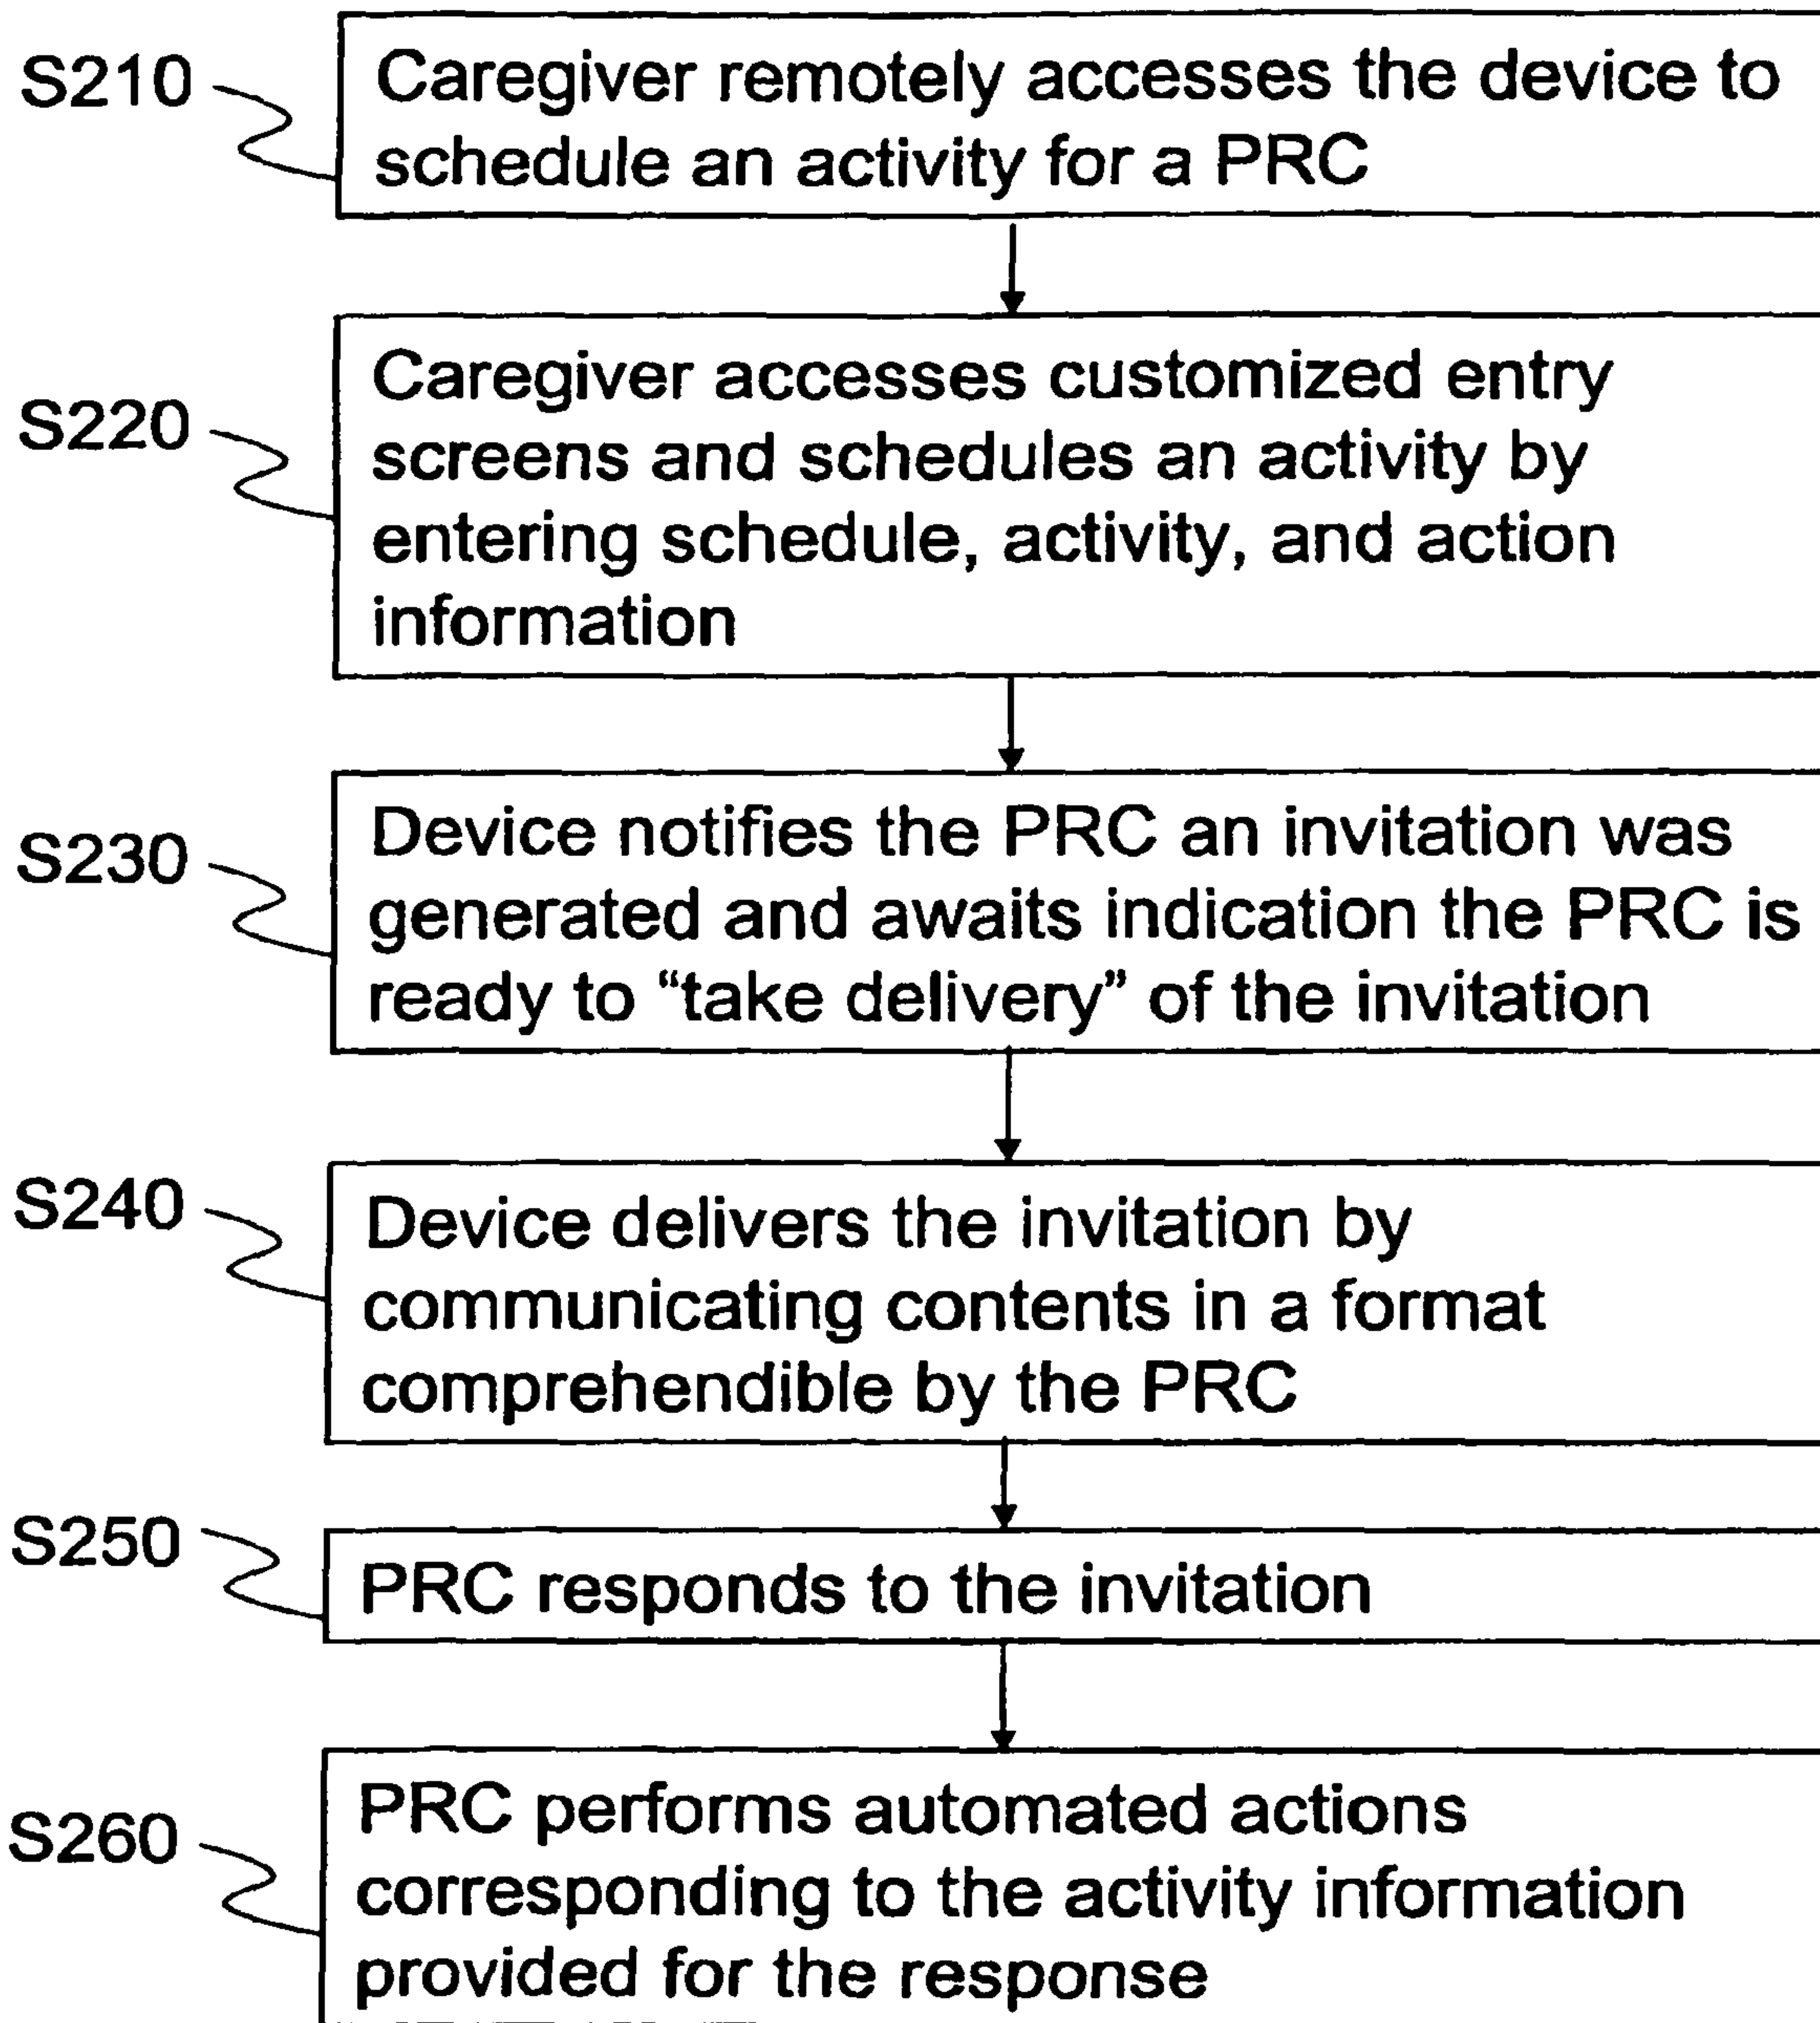 S210
Caregiver remotely accesses the device to
schedule an activity for a PRC
S220
Caregiver accesses customized entry
screens and schedules an activity by
entering schedule, activity, and action
information
S230
Device notifies the PRC an invitation was
generated and awaits indication the PRC is
ready to “take delivery” of the invitation
S240
Device delivers the invitation by
communicating contents in a format
comprehendible by the PRC
S250
PRC responds to the invitation
S260
PRC performs automated actions
corresponding to the activity information
provided for the response